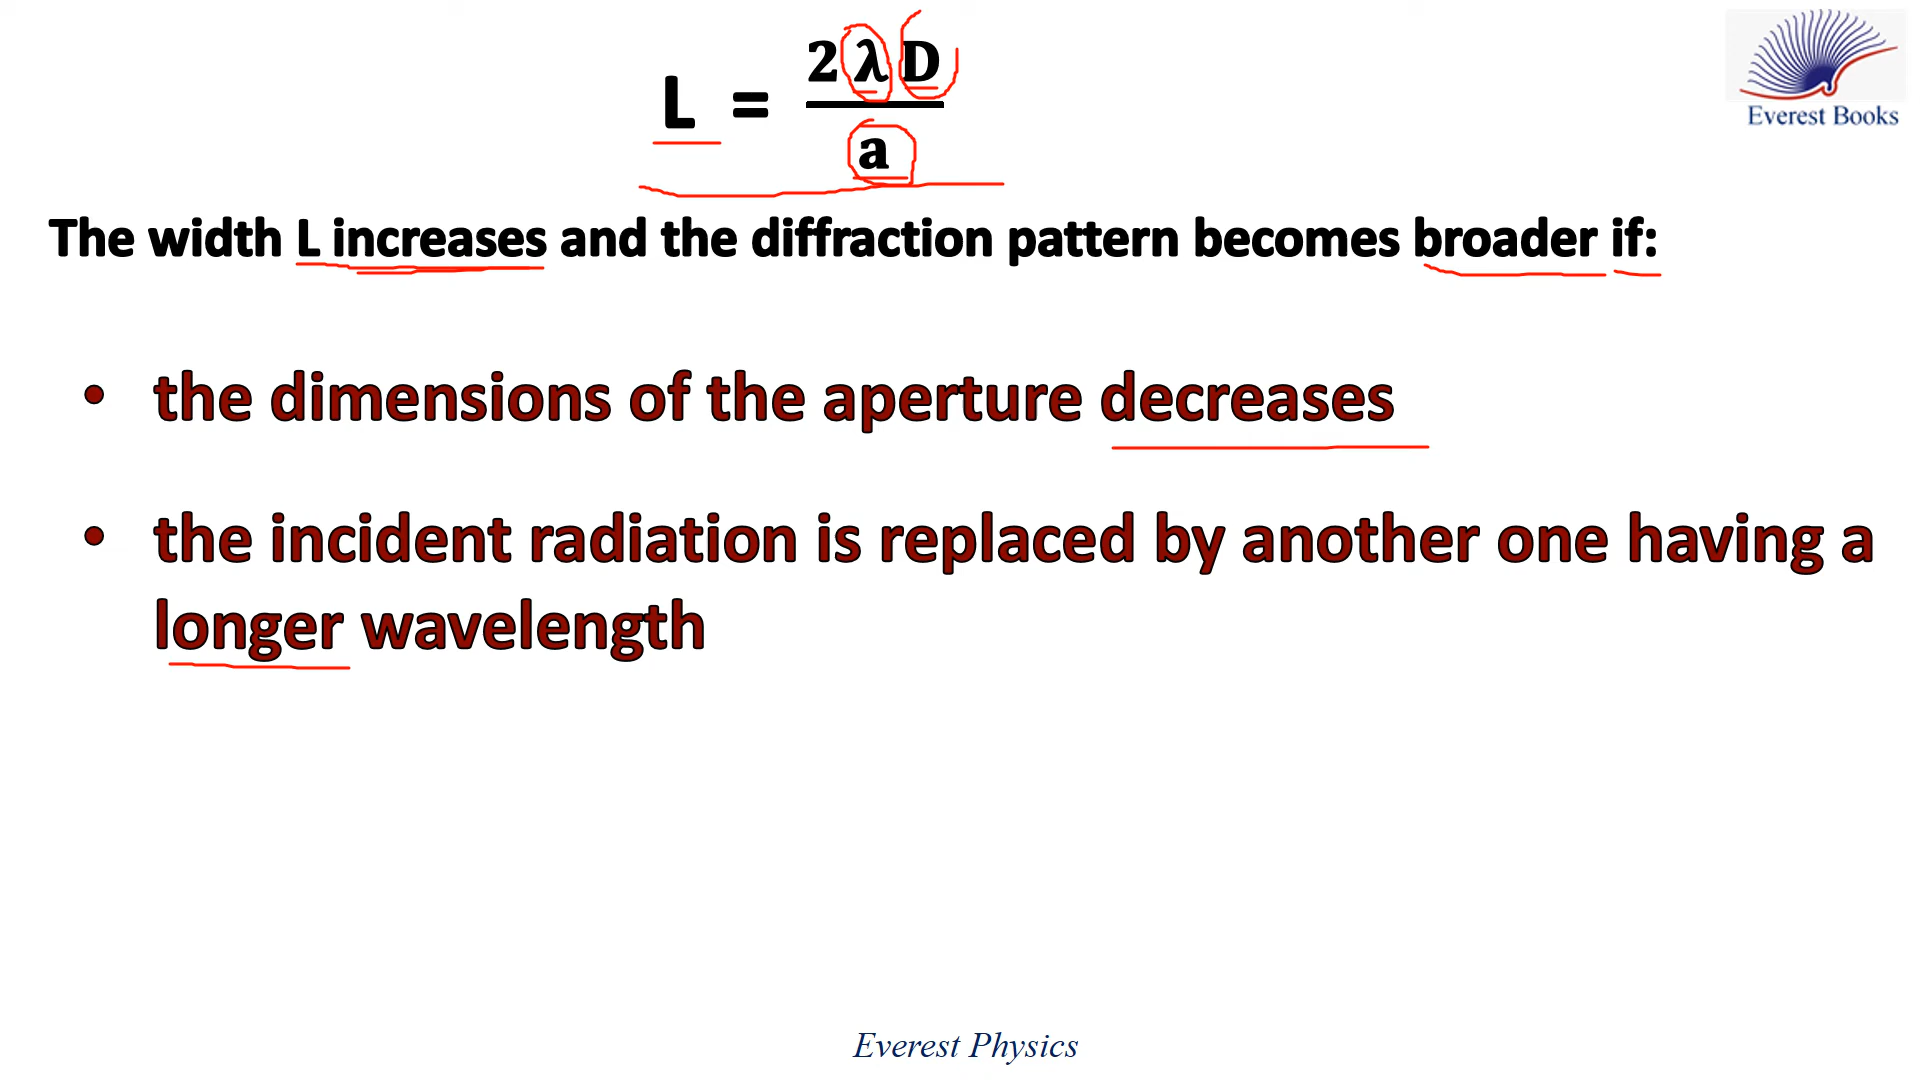 L = 2 λ D / a
Everest Books
The width L increases and the diffraction pattern becomes broader if:
• the dimensions of the aperture decreases
• the incident radiation is replaced by another one having a
longer wavelength
Everest Physics